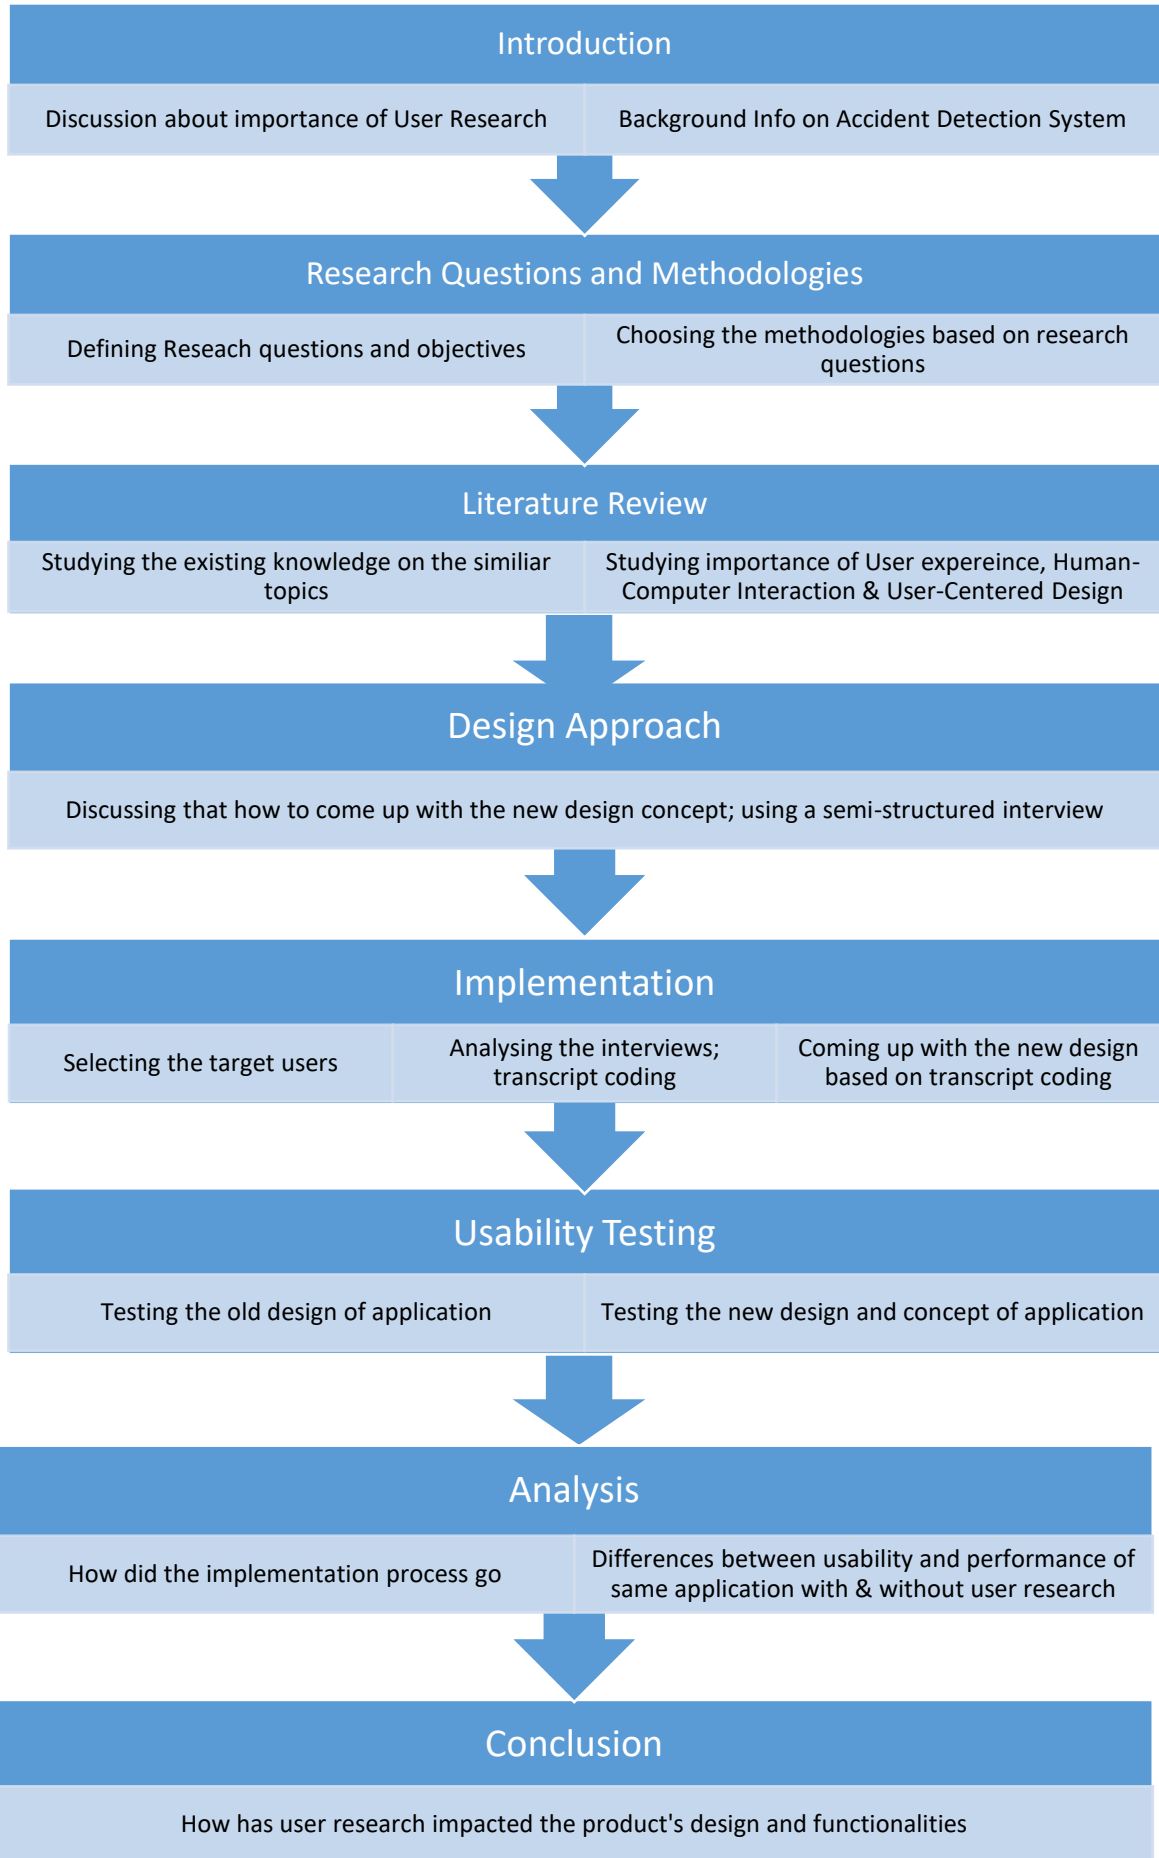 Introduction
Discussion about importance of User Research
Background Info on Accident Detection System
Research Questions and Methodologies
Defining Reseach questions and objectives
Choosing the methodologies based on research
questions
Literature Review
Studying the existing knowledge on the similiar
topics
Studying importance of User expereince, Human-
Computer Interaction & User-Centered Design
Design Approach
Discussing that how to come up with the new design concept; using a semi-structured interview
Implementation
Selecting the target users
Analysing the interviews;
transcript coding
Coming up with the new design
based on transcript coding
Usability Testing
Testing the old design of application
Testing the new design and concept of application
Analysis
How did the implementation process go
Differences between usability and performance of
same application with & without user research
Conclusion
How has user research impacted the product's design and functionalities